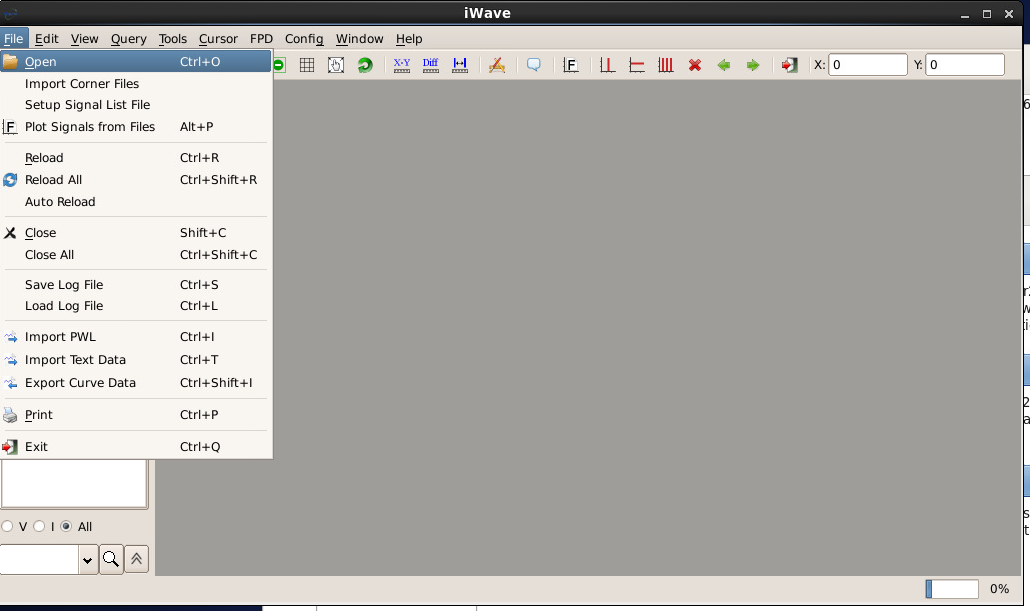 iWave
File Edit View Query Tools Cursor FPD Config Window Help
Open Ctrl+O
X-Y Diff F X: 0 Y: 0
Import Corner Files
Setup Signal List File
F Plot Signals from Files Alt+P
Reload Ctrl+R
Reload All Ctrl+Shift+R
Auto Reload
Close Shift+C
Close All Ctrl+Shift+C
Save Log File Ctrl+S
Load Log File Ctrl+L
Import PWL Ctrl+I
Import Text Data Ctrl+T
Export Curve Data Ctrl+Shift+I
Print Ctrl+P
Exit Ctrl+Q
V I All
0%